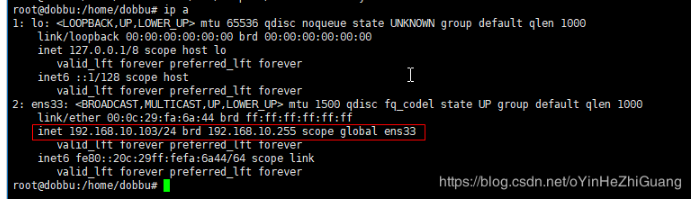 root@dobbu:/home/dobbu# ip a
1: lo: <LOOPBACK,UP,LOWER_UP> mtu 65536 qdisc noqueue state UNKNOWN group default qlen 1000
link/loopback 00:00:00:00:00:00 brd 00:00:00:00:00:00
inet 127.0.0.1/8 scope host lo
valid_lft forever preferred_lft forever
inet6 ::1/128 scope host
valid_lft forever preferred_lft forever
2: ens33: <BROADCAST,MULTICAST,UP,LOWER_UP> mtu 1500 qdisc fq_codel state UP group default qlen 1000
link/ether 00:0c:29:fa:6a:44 brd ff:ff:ff:ff:ff:ff
inet 192.168.10.103/24 brd 192.168.10.255 scope global ens33
valid_lft forever preferred_lft forever
inet6 fe80::20c:29ff:fefa:6a44/64 scope link
valid_lft forever preferred_lft forever
root@dobbu:/home/dobbu#
https://blog.csdn.net/oYinHeZhiGuang